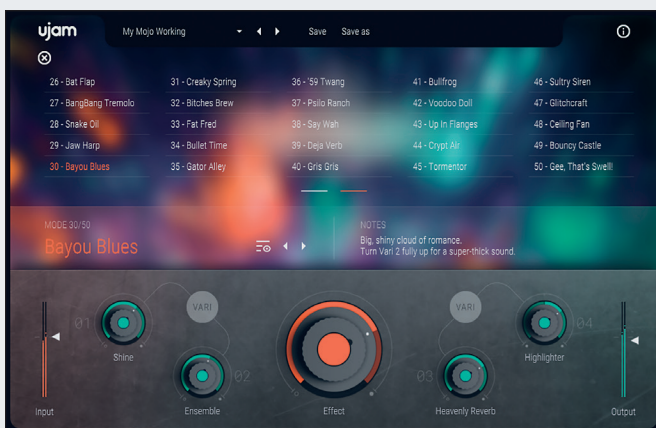 ujam
My Mojo Working
Save
Save as
26 - Bat Flap
31 - Creaky Spring
36 - '59 Twang
41 - Bullfrog
46 - Sultry Siren
27 - BangBang Tremolo
32 - Bitches Brew
37 - Psilo Ranch
42 - Voodoo Doll
47 - Glitchcraft
28 - Snake Oil
33 - Fat Fred
38 - Say Wah
43 - Up In Flanges
48 - Ceiling Fan
29 - Jaw Harp
34 - Bullet Time
39 - Deja Verb
44 - Crypt Air
49 - Bouncy Castle
30 - Bayou Blues
35 - Gator Alley
40 - Gris Gris
45 - Tormentor
50 - Gee, That's Swell!
MODE 30/50
Bayou Blues
NOTES
Big, shiny cloud of romance.
Turn Vari 2 fully up for a super-thick sound.
01
Shine
VARI
02
Ensemble
Effect
VARI
03
Heavenly Reverb
04
Highlighter
Input
Output